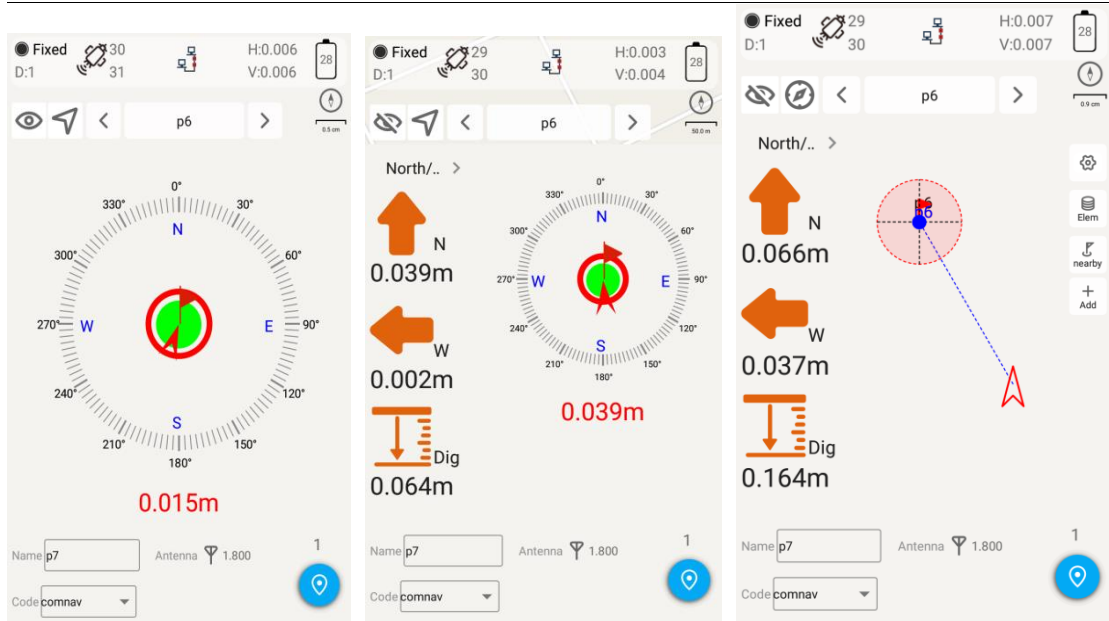 Fixed 30 H:0.006 28
D:1 31 V:0.006
0.5 cm
p6
0°
330° 30°
N
300° 60°
270° W E 90°
240° 120°
S
210° 150°
180°
0.015m
Name p7 Antenna 1.800 1
Code comnav
Fixed 29 H:0.003 28
D:1 30 V:0.004
p6
50.0 m
North/..
0°
330° 30°
N
N
300° 60°
0.039m
270° W E 90°
W
240° 120°
S
0.002m
210° 150°
180°
0.039m
Dig
0.064m
Name p7 Antenna 1.800 1
Code comnav
Fixed 29 H:0.007 28
D:1 30 V:0.007
p6
0.9 cm
North/..
N
p6
0.066m
Elem
nearby
Add
W
0.037m
Dig
0.164m
Name p7 Antenna 1.800 1
Code comnav